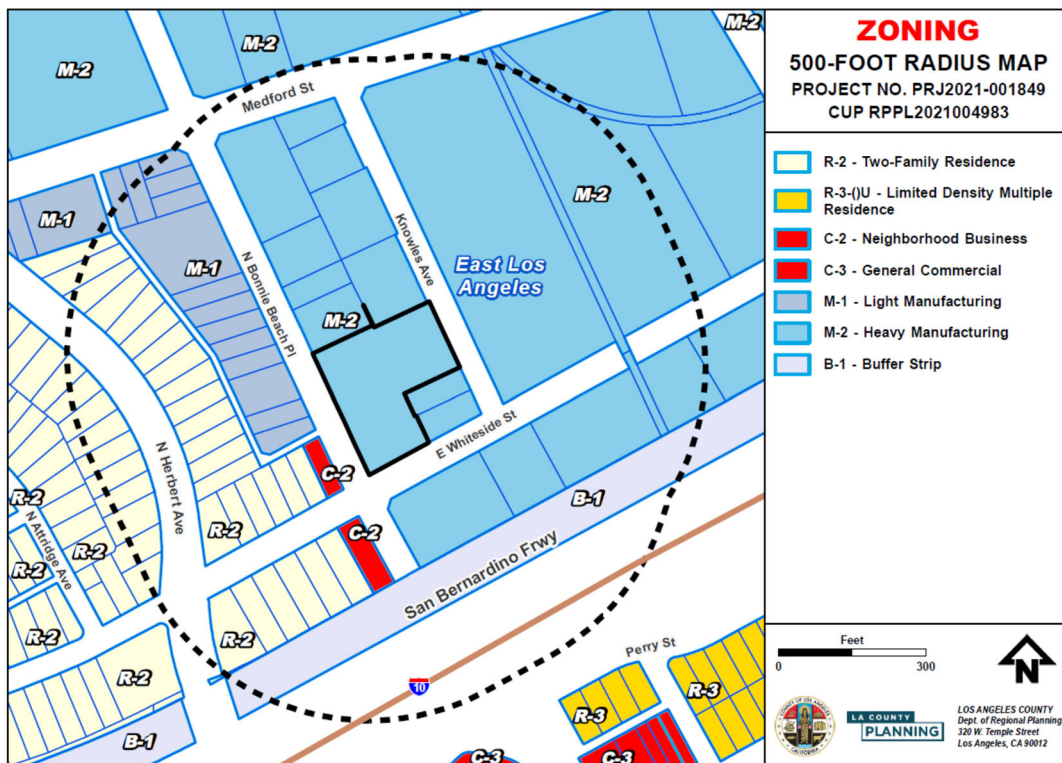 ZONING
500-FOOT RADIUS MAP
PROJECT NO. PRJ2021-001849
CUP RPPL2021004983
R-2 - Two-Family Residence
R-3-()U - Limited Density Multiple
Residence
C-2 - Neighborhood Business
C-3 - General Commercial
M-1 - Light Manufacturing
M-2 - Heavy Manufacturing
B-1 - Buffer Strip
M-2
M-2
M-2
Medford St
M-1
M-1
M-2
Knowles Ave
N Bonnie Beach Pl
East Los
Angeles
M-2
E Whiteside St
N Herbert Ave
C-2
R-2
B-1
R-2
N Attridge Ave
R-2
R-2
C-2
San Bernardino Frwy
R-2
R-2
R-2
Perry St
10
R-3
R-3
B-1
C-3
C-3
Feet
0
300
N
COUNTY OF LOS ANGELES
CALIFORNIA
LA COUNTY
PLANNING
LOS ANGELES COUNTY
Dept. of Regional Planning
320 W. Temple Street
Los Angeles, CA 90012